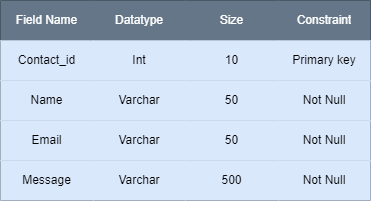 Field Name Datatype Size Constraint
Contact_id Int 10 Primary key
Name Varchar 50 Not Null
Email Varchar 50 Not Null
Message Varchar 500 Not Null